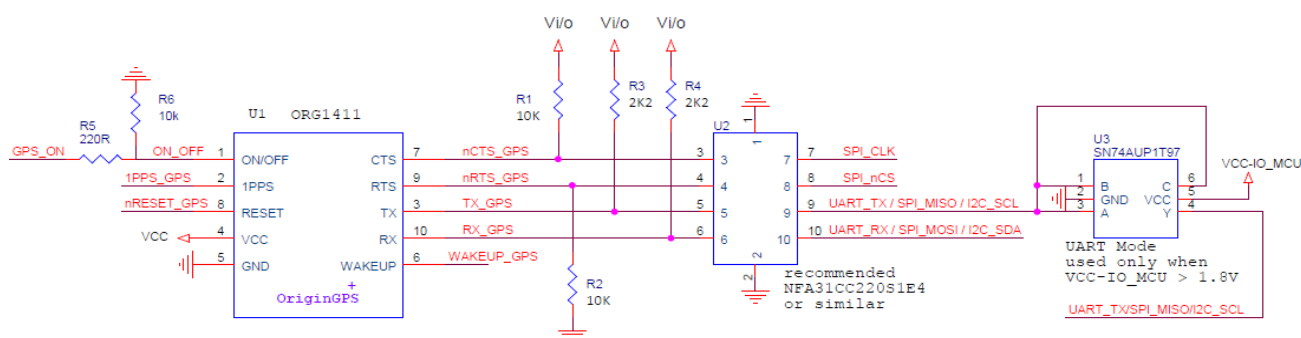 Vi/o Vi/o Vi/o
R6
10k
R5
220R
GPS_ON
ON_OFF
1PPS_GPS
nRESET_GPS
VCC
U1 ORG1411
1 ON/OFF
2 1PPS
8 RESET
4 VCC
5 GND
CTS 7
RTS 9
TX 3
RX 10
WAKEUP 6
+
OriginGPS
nCTS_GPS
nRTS_GPS
TX_GPS
RX_GPS
WAKEUP_GPS
R1
10K
R3
2K2
R4
2K2
R2
10K
U2
1
1
3 3
4 4
5 5
6 6
7 7
8 8
9 9
10 10
2
2
SPI_CLK
SPI_nCS
UART_TX / SPI_MISO / I2C_SCL
UART_RX / SPI_MOSI / I2C_SDA
recommended
NFA31CC220S1E4
or similar
U3
SN74AUP1T97
1 B
2 GND
3 A
C 6
VCC 5
Y 4
VCC-IO_MCU
UART Mode
used only when
VCC-IO_MCU > 1.8V
UART_TX/SPI_MISO/I2C_SCL